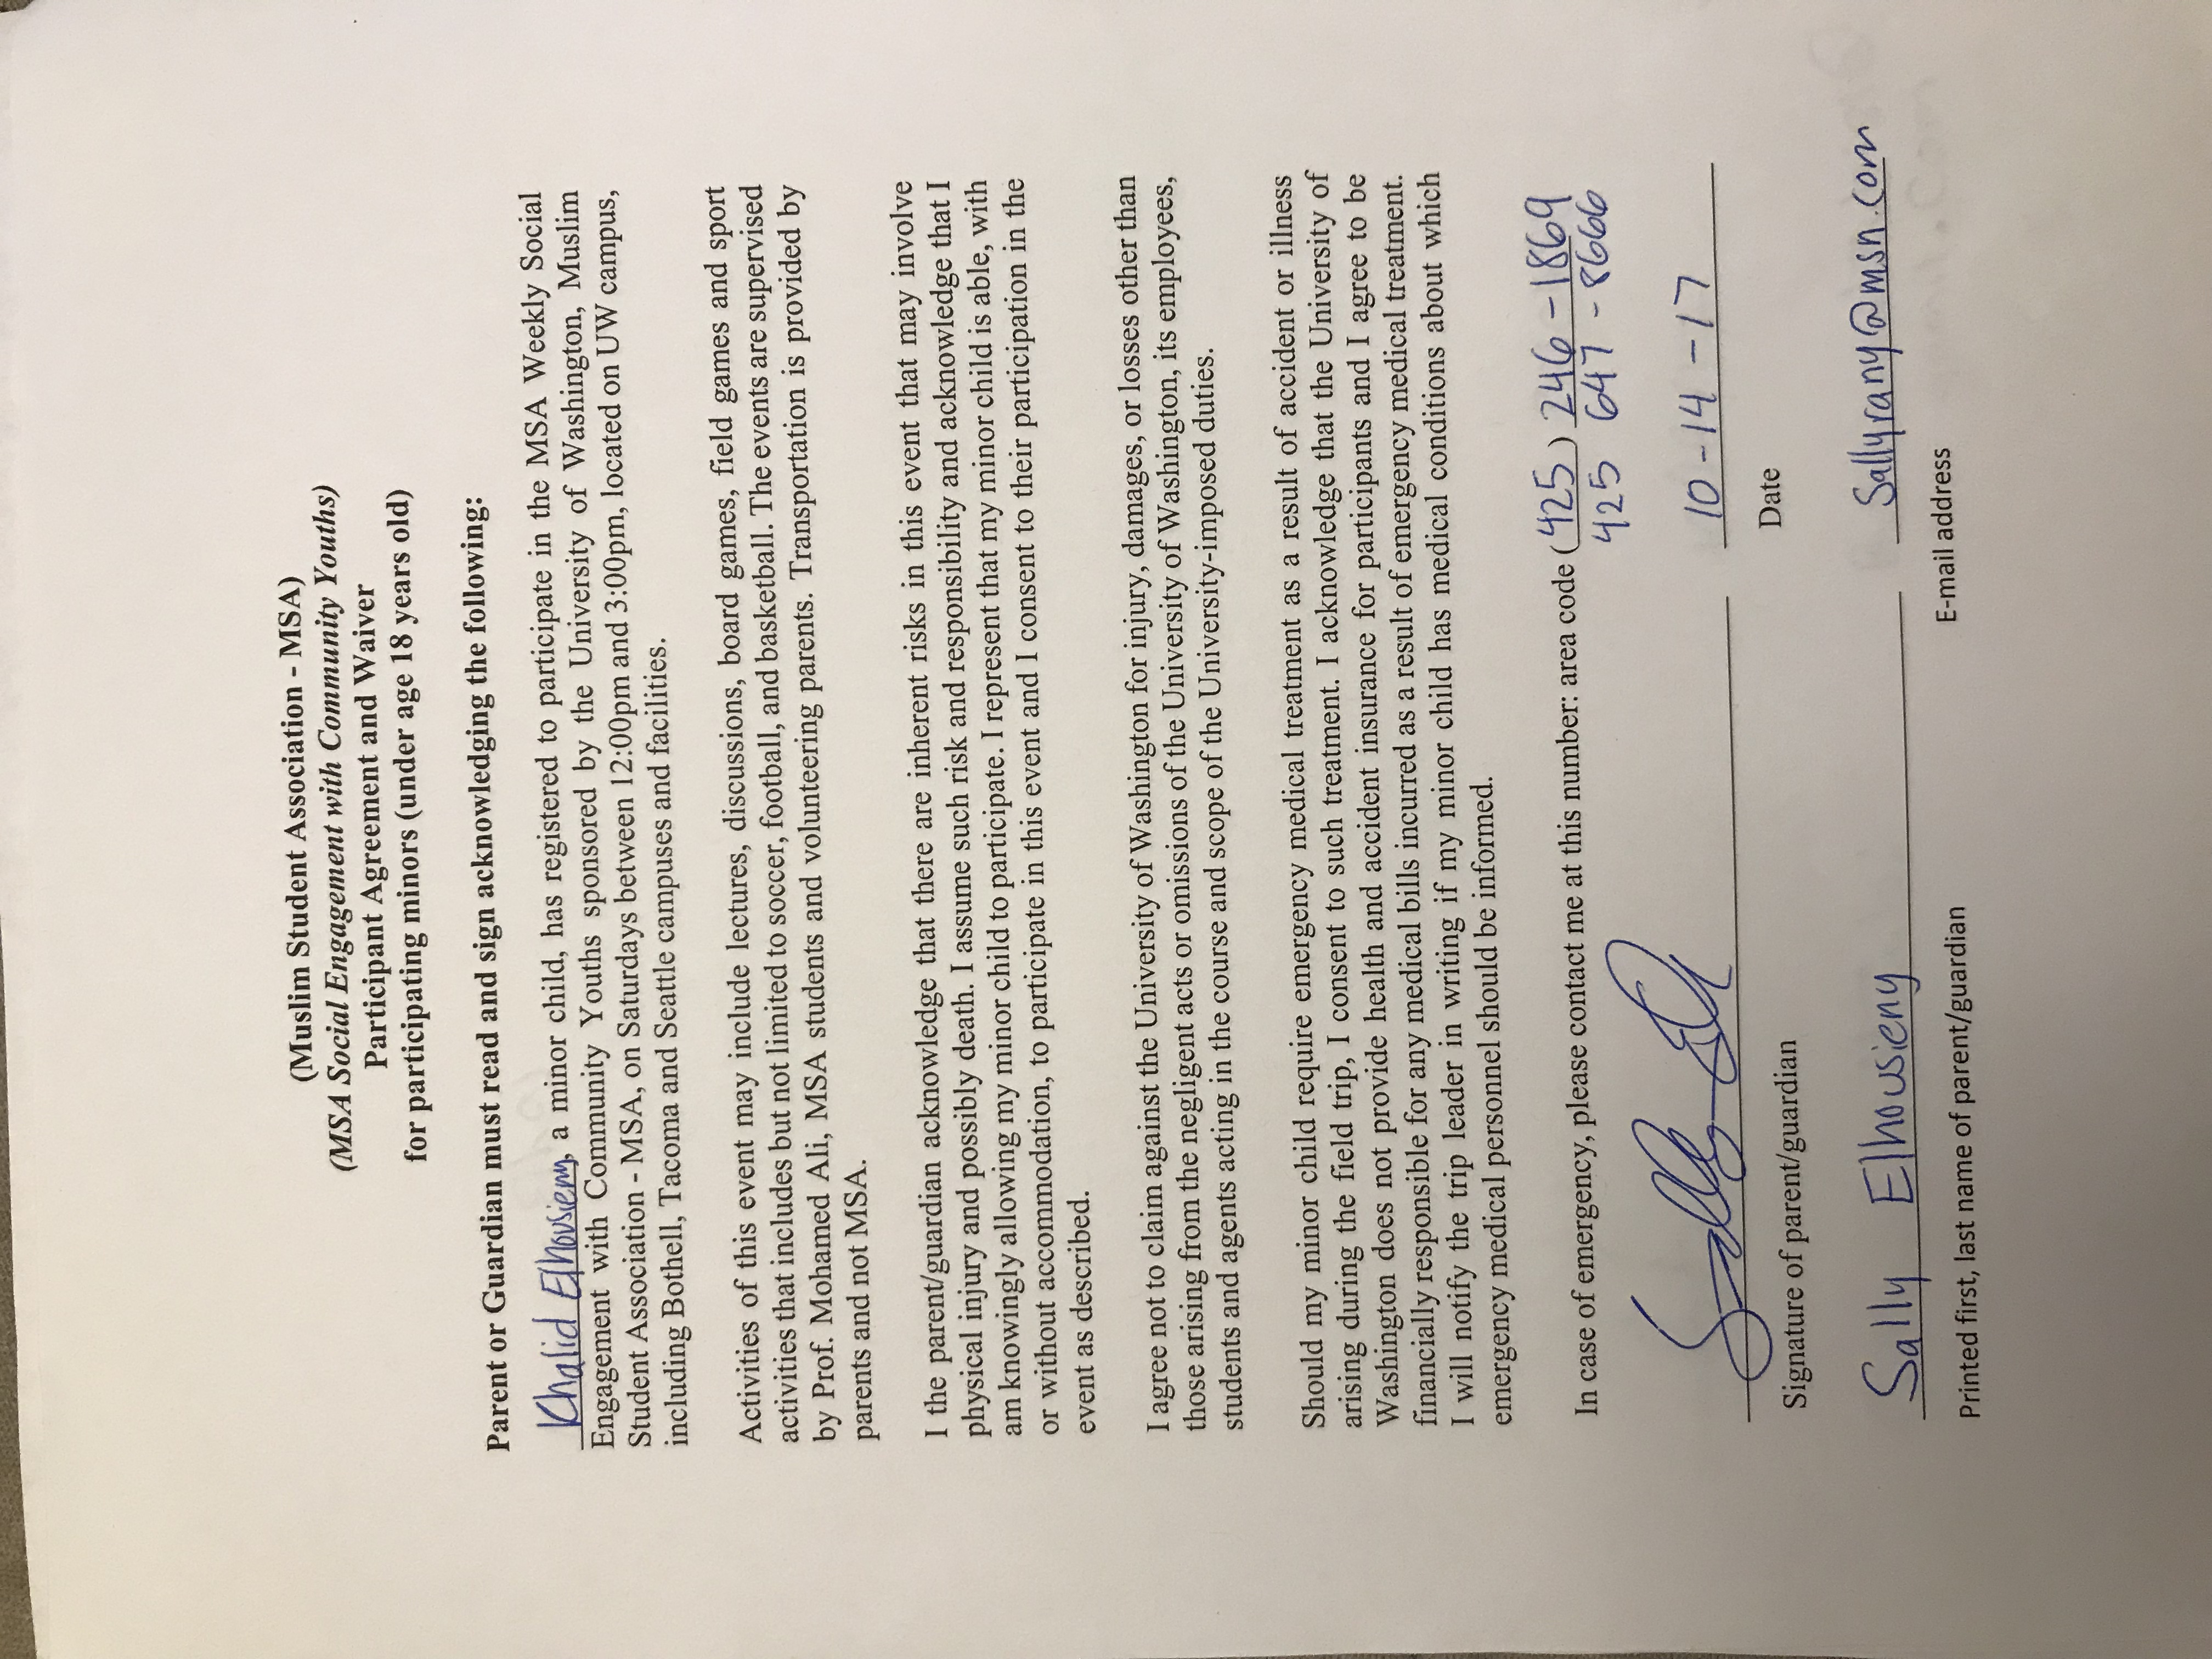 (Muslim Student Association - MSA)
(MSA Social Engagement with Community Youths)
Participant Agreement and Waiver
for participating minors (under age 18 years old)
Parent or Guardian must read and sign acknowledging the following:
Khalid Elhousieny, a minor child, has registered to participate in the MSA Weekly Social
Engagement with Community Youths sponsored by the University of Washington, Muslim
Student Association - MSA, on Saturdays between 12:00pm and 3:00pm, located on UW campus,
including Bothell, Tacoma and Seattle campuses and facilities.
Activities of this event may include lectures, discussions, board games, field games and sport
activities that includes but not limited to soccer, football, and basketball. The events are supervised
by Prof. Mohamed Ali, MSA students and volunteering parents. Transportation is provided by
parents and not MSA.
I the parent/guardian acknowledge that there are inherent risks in this event that may involve
physical injury and possibly death. I assume such risk and responsibility and acknowledge that I
am knowingly allowing my minor child to participate. I represent that my minor child is able, with
or without accommodation, to participate in this event and I consent to their participation in the
event as described.
I agree not to claim against the University of Washington for injury, damages, or losses other than
those arising from the negligent acts or omissions of the University of Washington, its employees,
students and agents acting in the course and scope of the University-imposed duties.
Should my minor child require emergency medical treatment as a result of accident or illness
arising during the field trip, I consent to such treatment. I acknowledge that the University of
Washington does not provide health and accident insurance for participants and I agree to be
financially responsible for any medical bills incurred as a result of emergency medical treatment.
I will notify the trip leader in writing if my minor child has medical conditions about which
emergency medical personnel should be informed.
In case of emergency, please contact me at this number: area code (425) 246-1869
425 647-8666
10-14-17
Signature of parent/guardian
Date
Sally Elhousieny
Sallyrany@msn.com
Printed first, last name of parent/guardian
E-mail address